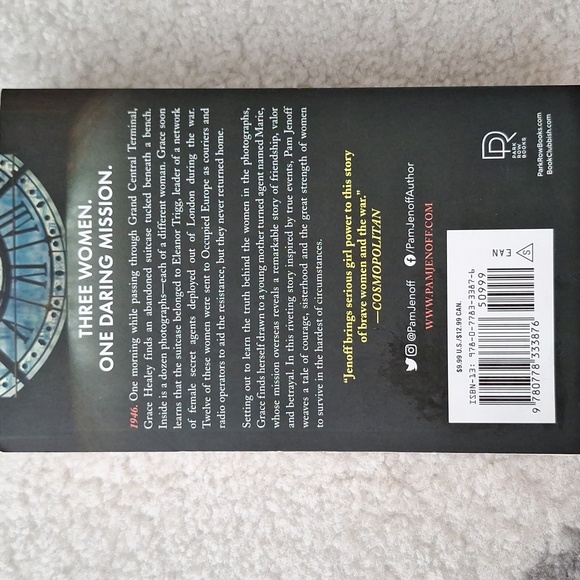 THREE WOMEN.
ONE DARING MISSION.
1946. One morning while passing through Grand Central Terminal,
Grace Healey finds an abandoned suitcase tucked beneath a bench.
Inside is a dozen photographs—each of a different woman. Grace soon
learns that the suitcase belonged to Eleanor Trigg, leader of a network
of female secret agents deployed out of London during the war.
Twelve of these women were sent to Occupied Europe as couriers and
radio operators to aid the resistance, but they never returned home.
Setting out to learn the truth behind the women in the photographs,
Grace finds herself drawn to a young mother turned agent named Marie,
whose mission overseas reveals a remarkable story of friendship, valor
and betrayal. In this riveting story inspired by true events, Pam Jenoff
weaves a tale of courage, sisterhood and the great strength of women
to survive in the hardest of circumstances.
"Jenoff brings serious girl power to this story
of brave women and the war."
—COSMOPOLITAN
@PamJenoff /PamJenoffAuthor
WWW.PAMJENOFF.COM
$9.99 U.S./$12.99 CAN.
ISBN-13: 978-0-7783-3387-6
50999
9 780778 333876
S
EAN
PARK
ROW
BOOKS
ParkRowBooks.com
BookClubbish.com